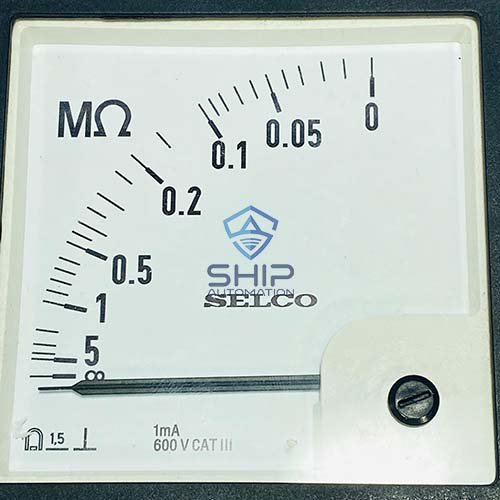 MΩ
0
0.05
0.1
0.2
0.5
1
5
∞
SHIP
AUTOMATION
SELCO
1,5
1mA
600 V CAT III